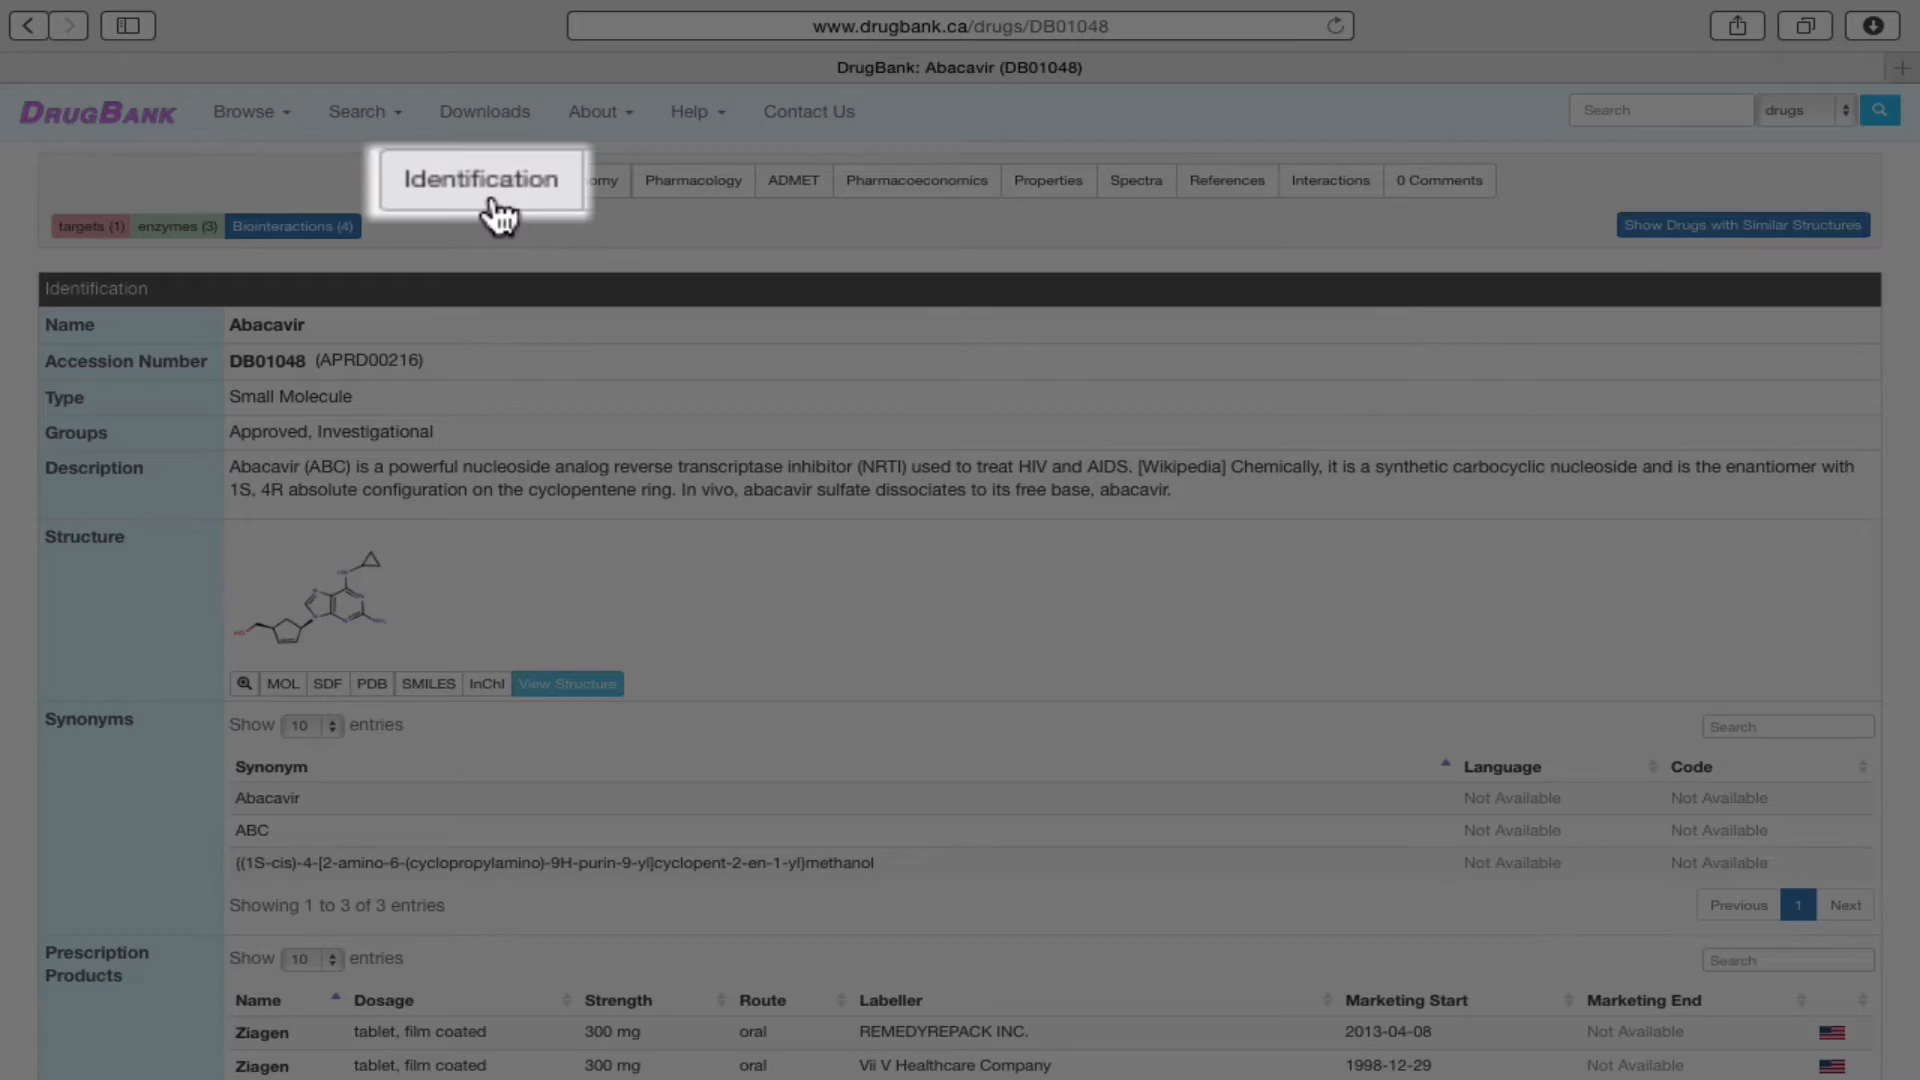 www.drugbank.ca/drugs/DB01048
DrugBank: Abacavir (DB01048)
DRUGBANK Browse Search Downloads About Help Contact Us Search drugs
Identification omy Pharmacology ADMET Pharmacoeconomics Properties Spectra References Interactions 0 Comments
targets (1) enzymes (3) Biointeractions (4) Show Drugs with Similar Structures
Identification
Name Abacavir
Accession Number DB01048 (APRD00216)
Type Small Molecule
Groups Approved, Investigational
Description Abacavir (ABC) is a powerful nucleoside analog reverse transcriptase inhibitor (NRTI) used to treat HIV and AIDS. [Wikipedia] Chemically, it is a synthetic carbocyclic nucleoside and is the enantiomer with
1S, 4R absolute configuration on the cyclopentene ring. In vivo, abacavir sulfate dissociates to its free base, abacavir.
Structure
MOL SDF PDB SMILES InChI View Structure
Synonyms Show 10 entries Search
Synonym Language Code
Abacavir Not Available Not Available
ABC Not Available Not Available
{(1S-cis)-4-[2-amino-6-(cyclopropylamino)-9H-purin-9-yl]cyclopent-2-en-1-yl}methanol Not Available Not Available
Showing 1 to 3 of 3 entries Previous 1 Next
Prescription Show 10 entries Search
Products
Name Dosage Strength Route Labeller Marketing Start Marketing End
Ziagen tablet, film coated 300 mg oral REMEDYREPACK INC. 2013-04-08 Not Available
Ziagen tablet, film coated 300 mg oral Vii V Healthcare Company 1998-12-29 Not Available